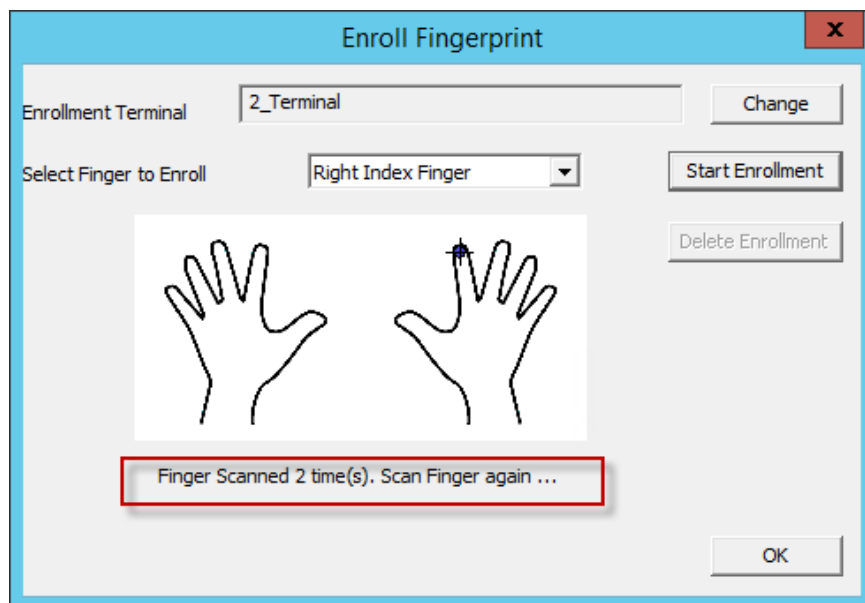 Enroll Fingerprint
x
Enrollment Terminal
2_Terminal
Change
Select Finger to Enroll
Right Index Finger
Start Enrollment
Delete Enrollment
Finger Scanned 2 time(s). Scan Finger again ...
OK